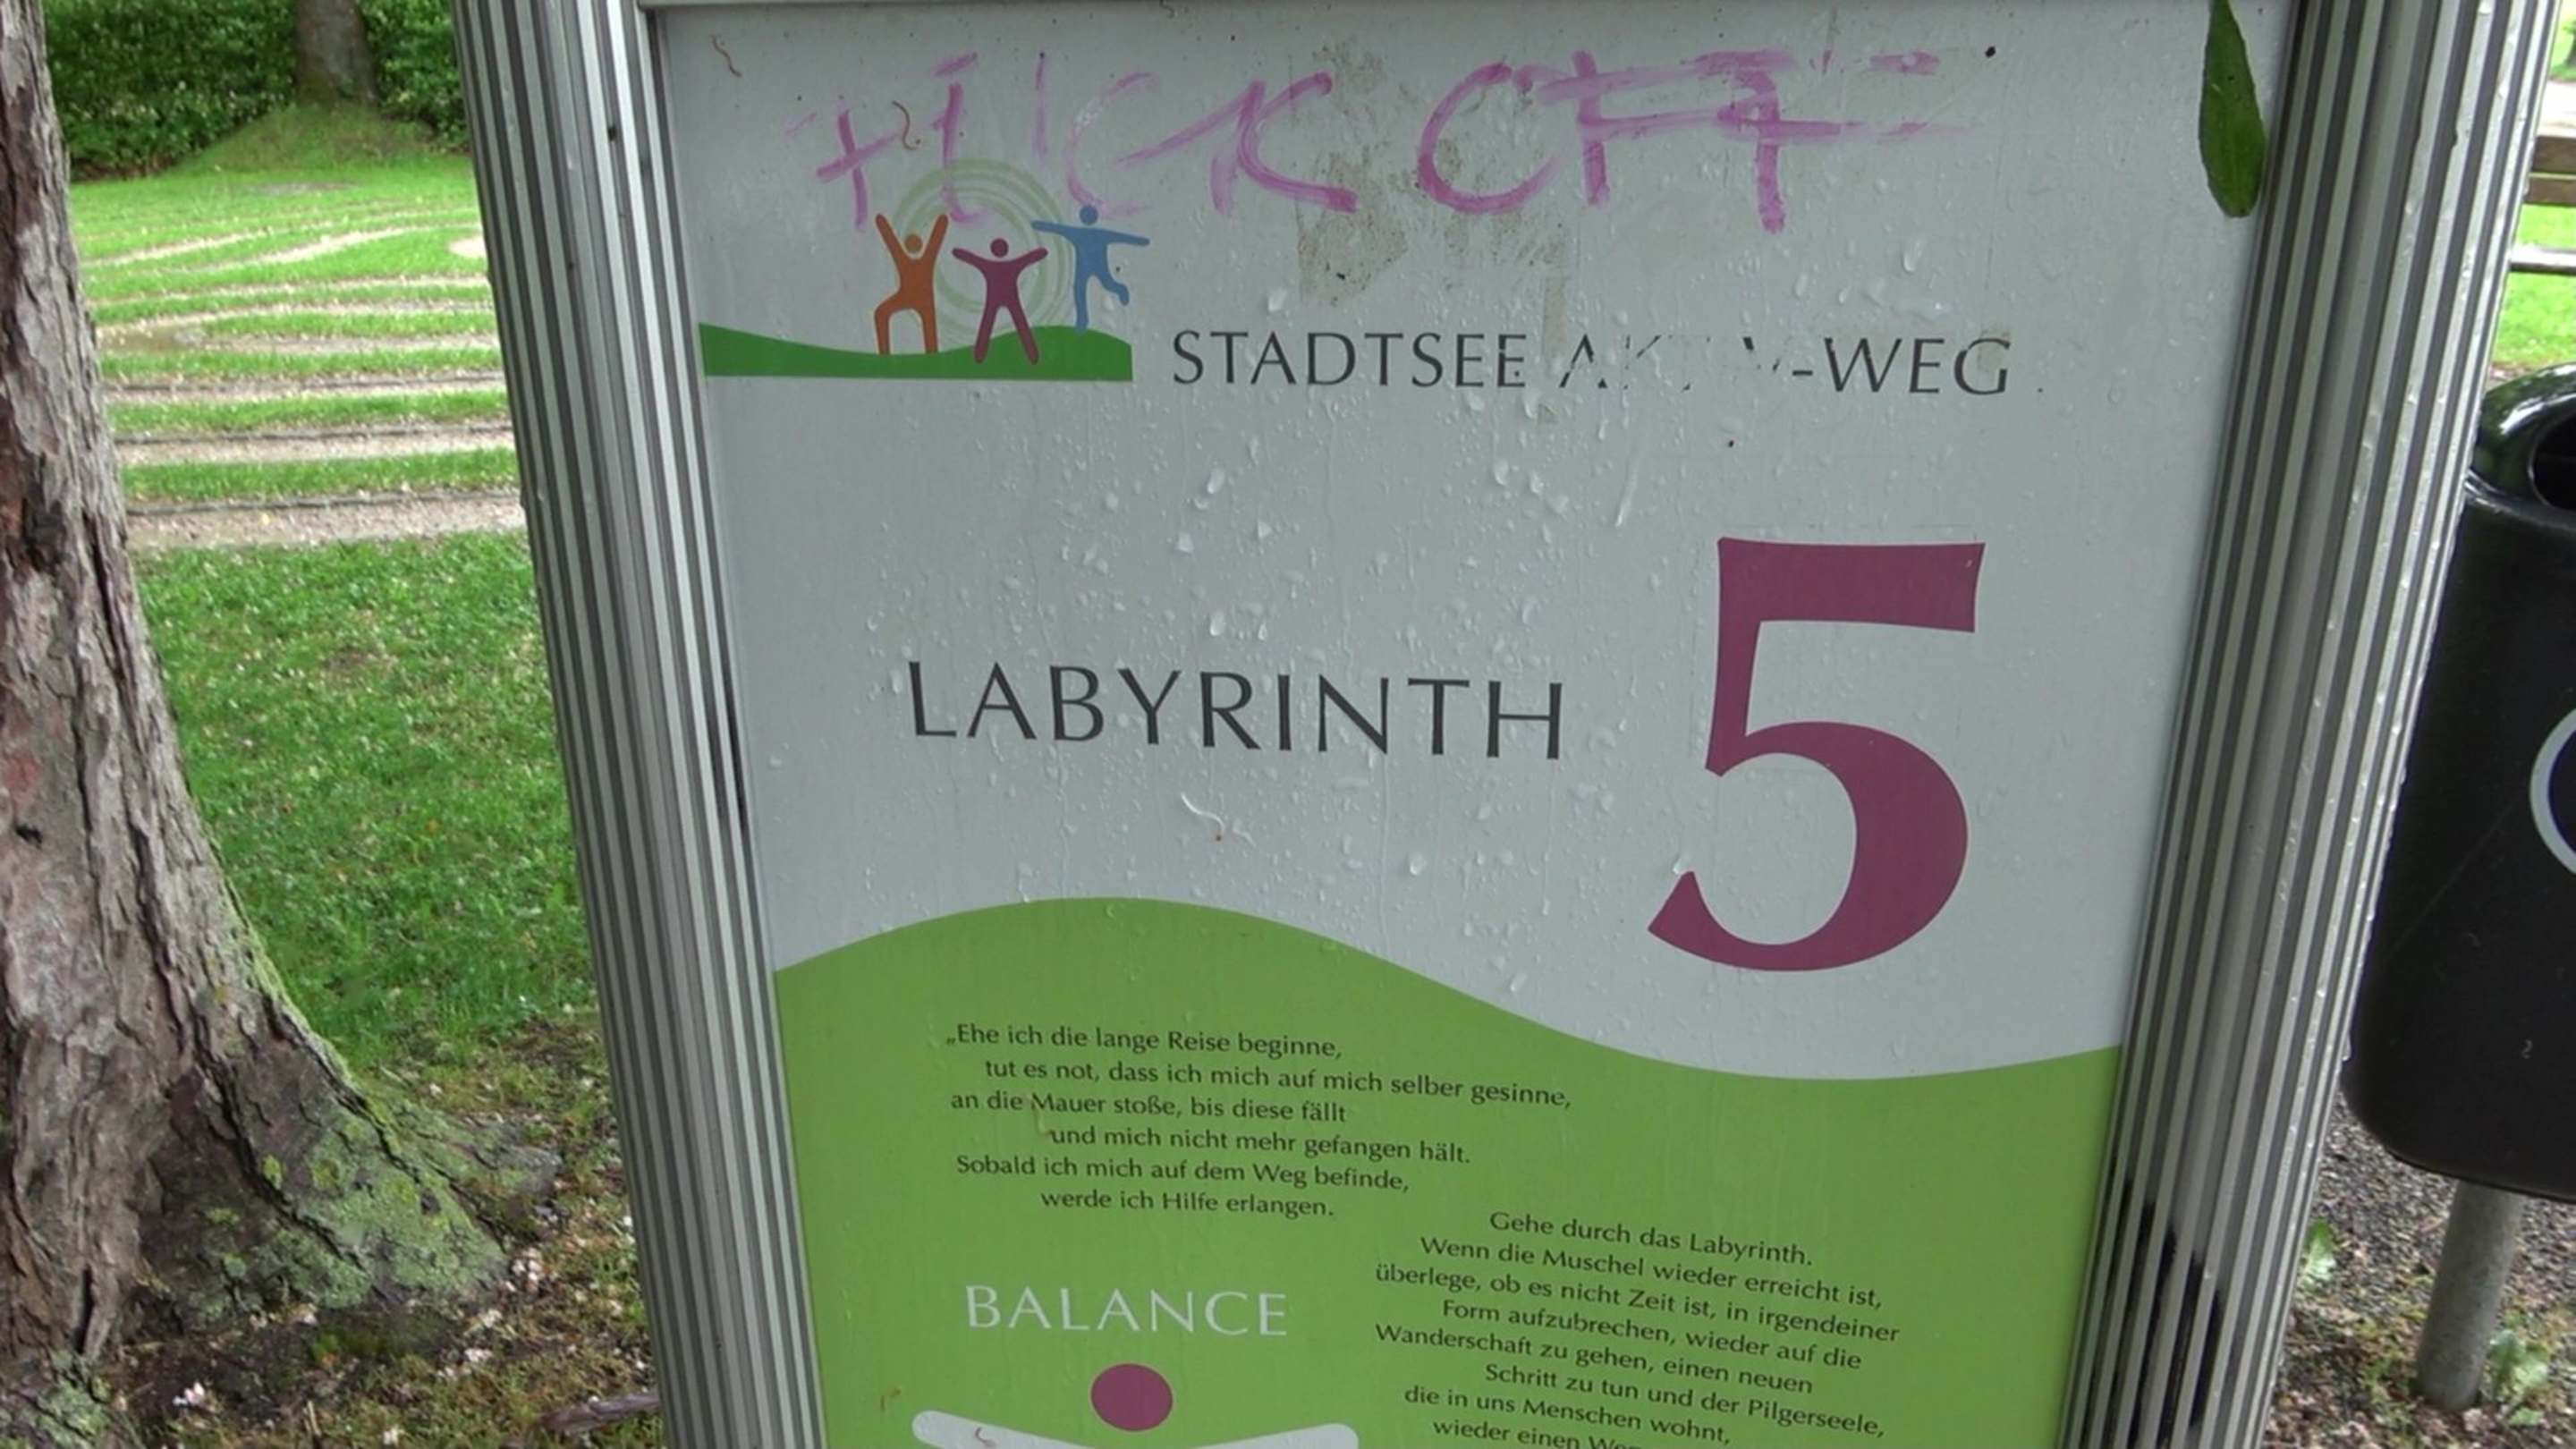 FUCK OFF
STADTSEE AKTIV-WEG
LABYRINTH
5
„Ehe ich die lange Reise beginne,
tut es not, dass ich mich auf mich selber gesinne,
an die Mauer stoße, bis diese fällt
und mich nicht mehr gefangen hält.
Sobald ich mich auf dem Weg befinde,
werde ich Hilfe erlangen.
Gehe durch das Labyrinth.
Wenn die Muschel wieder erreicht ist,
überlege, ob es nicht Zeit ist, in irgendeiner
Form aufzubrechen, wieder auf die
Wanderschaft zu gehen, einen neuen
Schritt zu tun und der Pilgerseele,
die in uns Menschen wohnt,
wieder einen
BALANCE